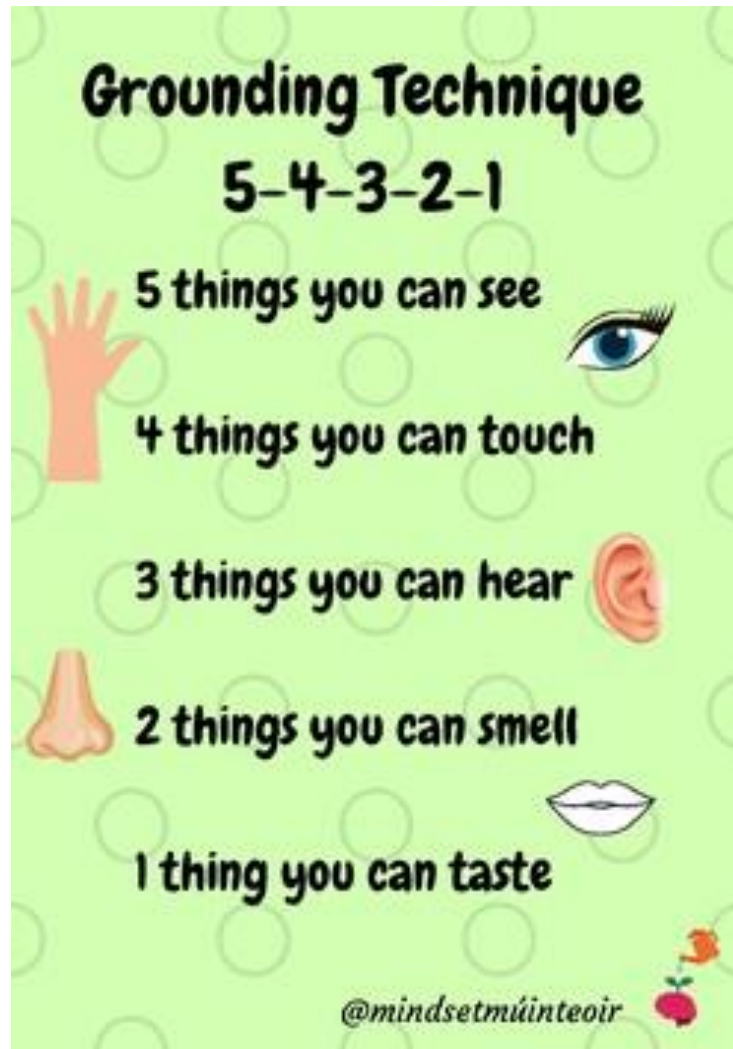 Grounding Technique
5-4-3-2-1
5 things you can see
4 things you can touch
3 things you can hear
2 things you can smell
1 thing you can taste
@mindsetmúinteoir